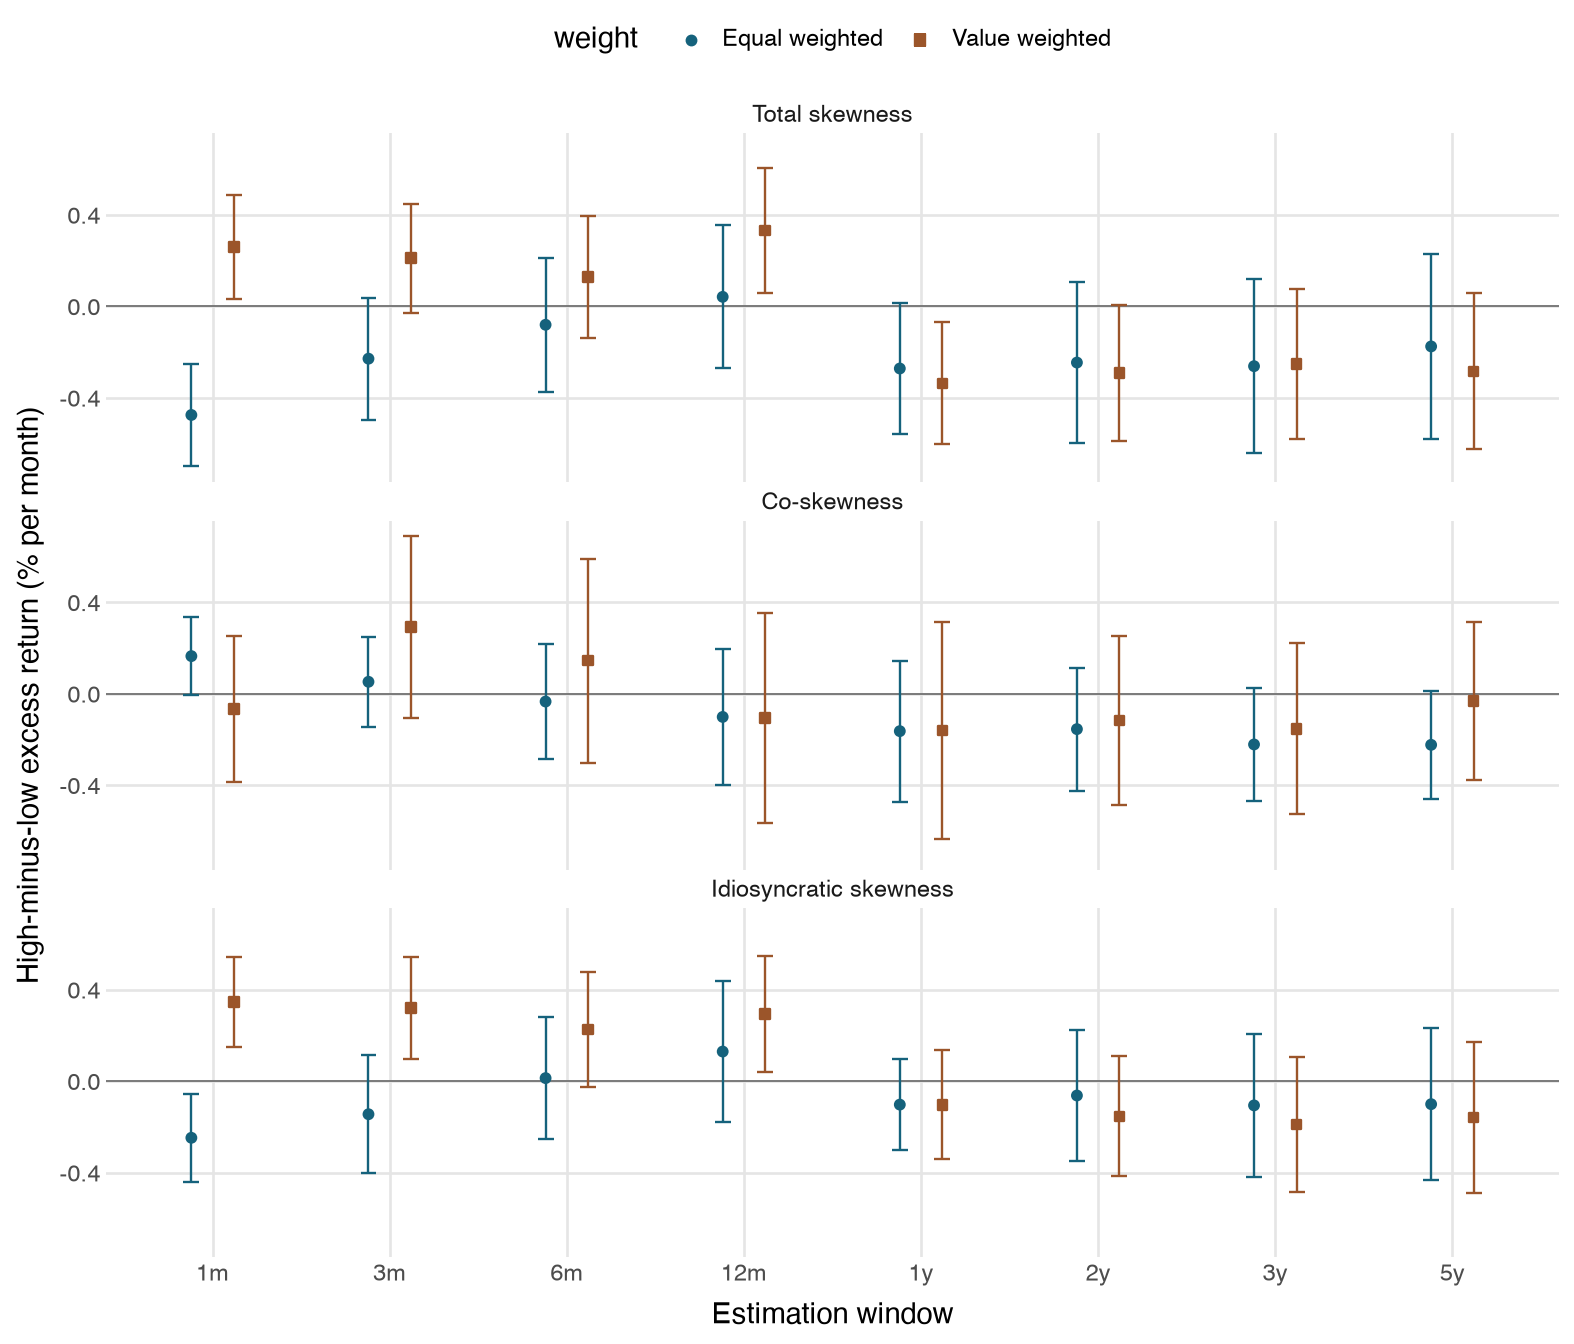 weight Equal weighted Value weighted
Total skewness
0.4
0.0
-0.4
Co-skewness
0.4
0.0
-0.4
Idiosyncratic skewness
0.4
0.0
-0.4
High-minus-low excess return (% per month)
1m 3m 6m 12m 1y 2y 3y 5y
Estimation window